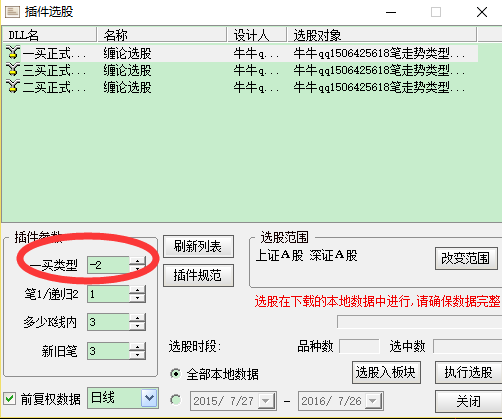 插件选股
DLL名 名称 设计人 选股对象
一买正式... 缠论选股 牛牛q... 牛牛qq1506425618笔走势类型...
三买正式... 缠论选股 牛牛q... 牛牛qq1506425618笔走势类型...
二买正式... 缠论选股 牛牛q... 牛牛qq1506425618笔走势类型...
插件参数
一买类型 -2
笔1/递归2 1
多少K线内 3
新旧笔 3
刷新列表
插件规范
选股范围
上证A股 深证A股
改变范围
选股在下载的本地数据中进行,请确保数据完整
选股时段: 品种数 选中数
全部本地数据 选股入板块 执行选股
前复权数据 日线 2015/ 7/27 - 2016/ 7/26 关闭